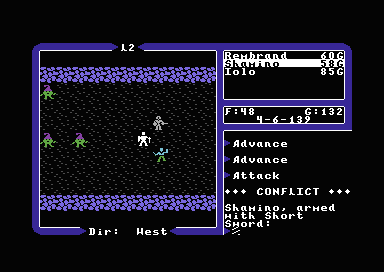 L2
Rembrand 60G
Shamino 58G
Iolo 85G
F:48 G:132
4-6-139
Advance
Advance
Attack
CONFLICT
Shamino, armed
with Short
Sword:
Dir: West